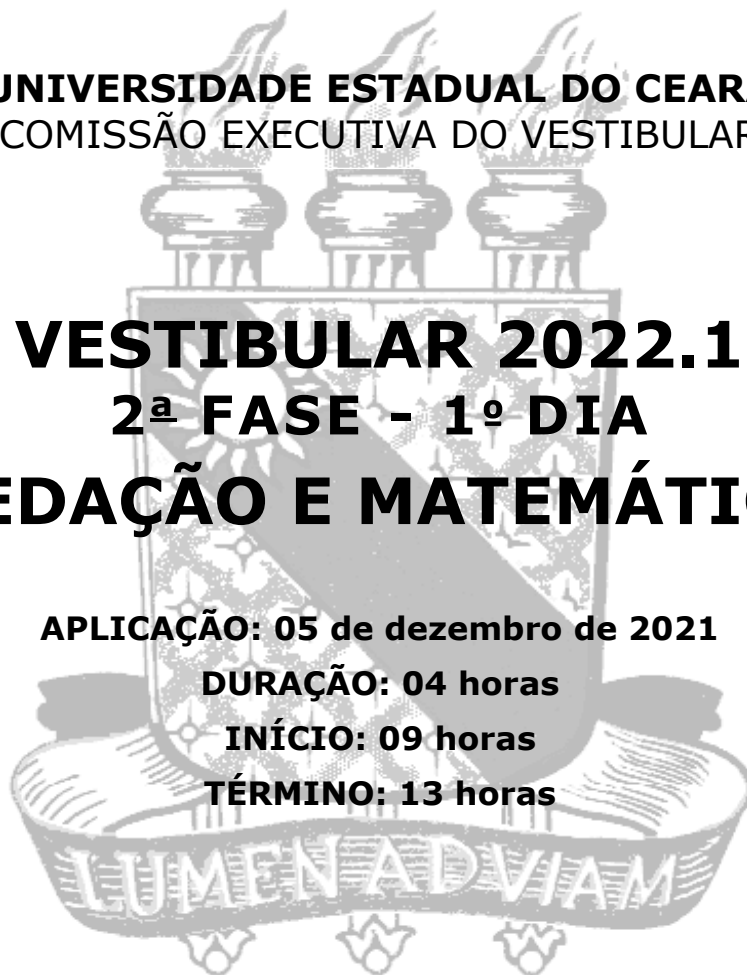 UNIVERSIDADE ESTADUAL DO CEAR
COMISSÃO EXECUTIVA DO VESTIBULAR
VESTIBULAR 2022.1
2ª FASE - 1º DIA
EDAÇÃO E MATEMÁTI
APLICAÇÃO: 05 de dezembro de 2021
DURAÇÃO: 04 horas
INÍCIO: 09 horas
TÉRMINO: 13 horas
LUMEN AD VIAM